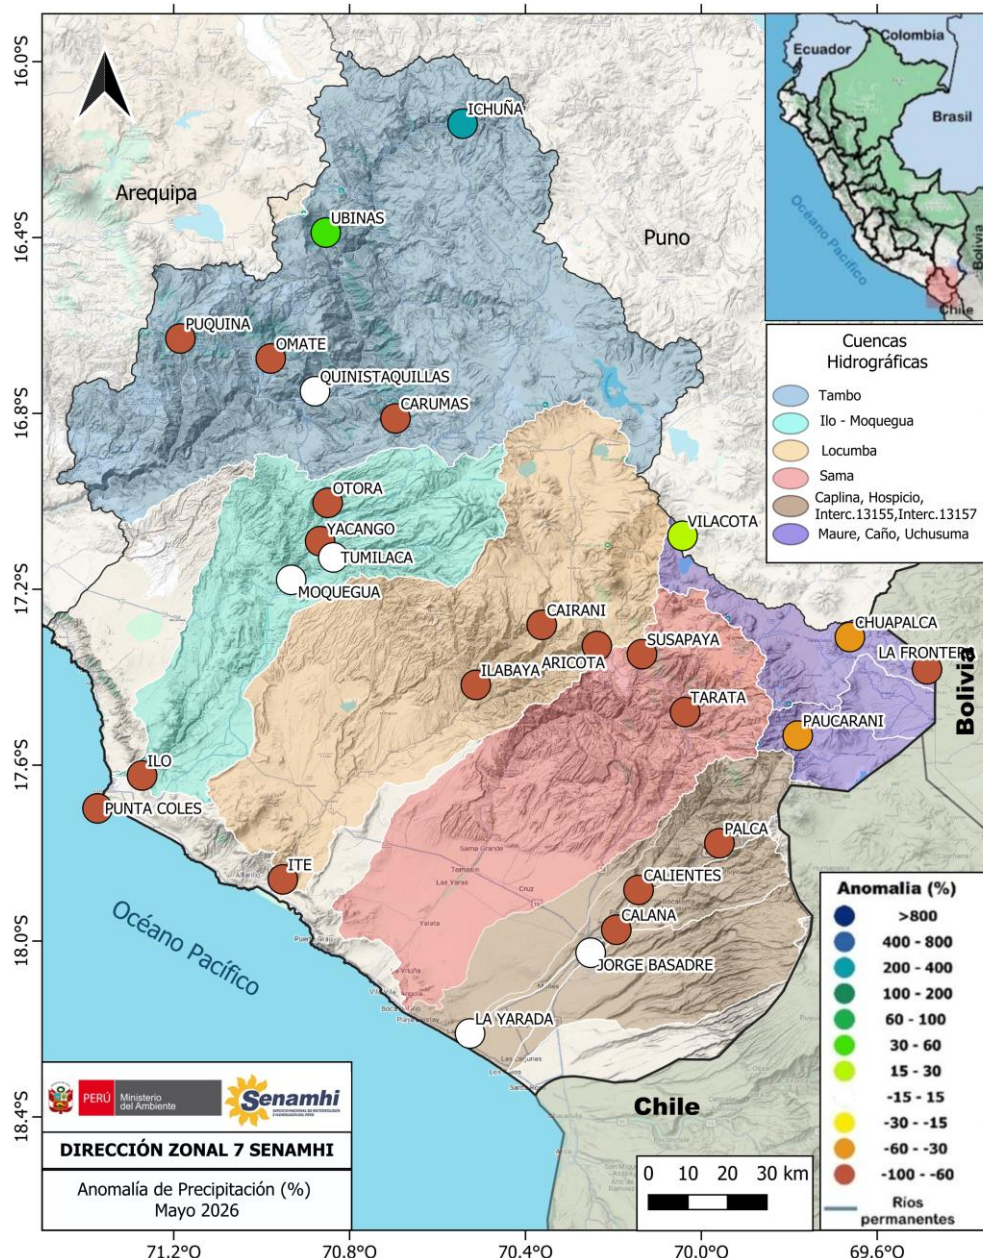 16.0°S
16.4°S
16.8°S
17.2°S
17.6°S
18.0°S
18.4°S
ICHUÑA
Arequipa
UBINAS
Puno
PUQUINA
OMATE
QUINISTAQUILLAS
CARUMAS
OTORA
YACANGO
TUMILACA
MOQUEGUA
VILACOTA
CAIRANI
CHUAPALCA
SUSAPAYA
LA FRONTERA
ARICOTA
ILABAYA
TARATA
Bolivia
PAUCARANI
ILO
PUNTA COLES
PALCA
Sama Grande
Tomasiri
Las Yaras
Cruz
ITE
CALIENTES
CALANA
Océano Pacífico
JORGE BASADRE
LA YARADA
Chile
Ecuador
Colombia
Brasil
Océano Pacífico
Bolivia
Chile
Cuencas
Hidrográficas
Tambo
Ilo - Moquegua
Locumba
Sama
Caplina, Hospicio,
Interc.13155,Interc.13157
Maure, Caño, Uchusuma
Anomalia (%)
>800
400 - 800
200 - 400
100 - 200
60 - 100
30 - 60
15 - 30
-15 - 15
-30 - -15
-60 - -30
-100 - -60
Ríos
permanentes
PERÚ
Ministerio
del Ambiente
Senamhi
DIRECCIÓN ZONAL 7 SENAMHI
Anomalía de Precipitación (%)
Mayo 2026
0 10 20 30 km
71.2°O
70.8°O
70.4°O
70.0°O
69.6°O